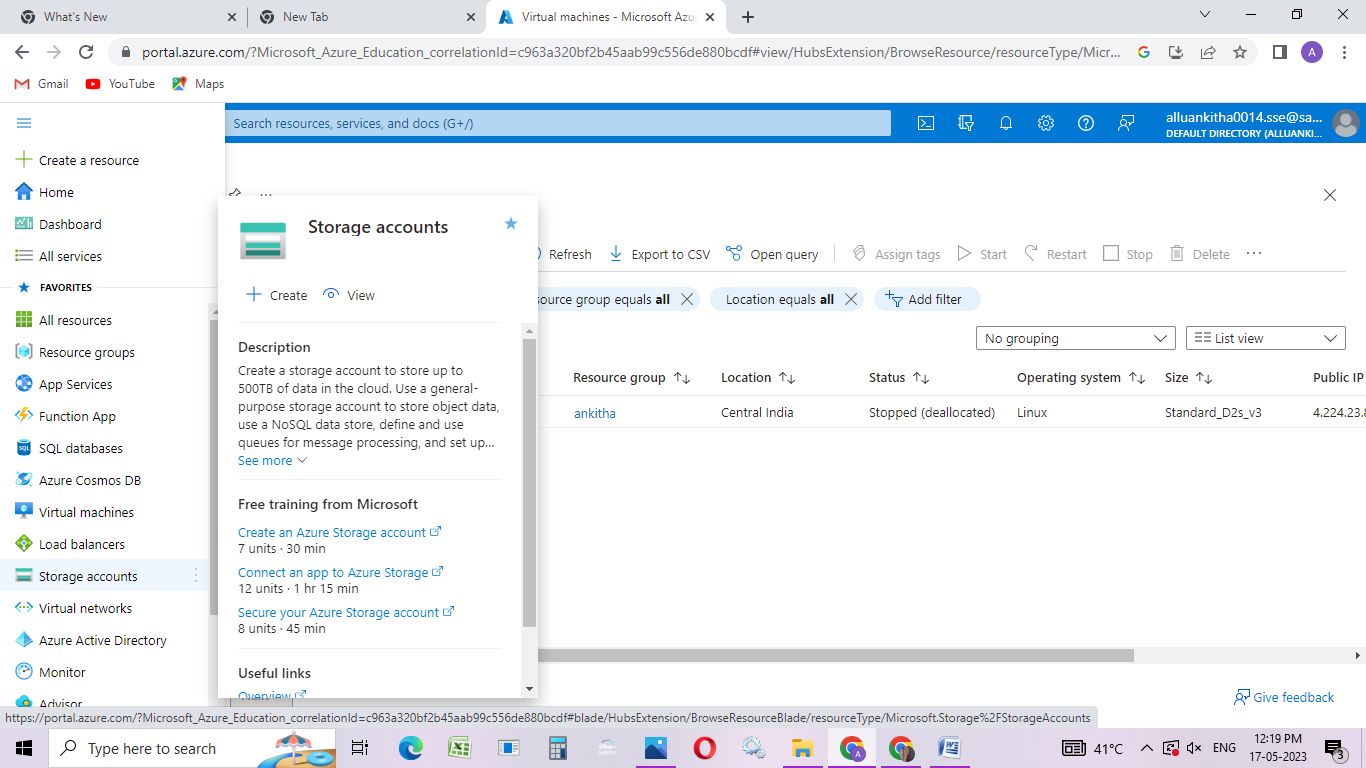 What's New
New Tab
Virtual machines - Microsoft Azu
portal.azure.com/?Microsoft_Azure_Education_correlationId=c963a320bf2b45aab99c556de880bcdf#view/HubsExtension/BrowseResource/resourceType/Micr...
A
Gmail
YouTube
Maps
Search resources, services, and docs (G+/)
alluankitha0014.sse@sa...
DEFAULT DIRECTORY (ALLUANKI...
Create a resource
Home
Dashboard
All services
FAVORITES
All resources
Resource groups
App Services
Function App
SQL databases
Azure Cosmos DB
Virtual machines
Load balancers
Storage accounts
Virtual networks
Azure Active Directory
Monitor
Advisor
Storage accounts
Create
View
Description
Create a storage account to store up to
500TB of data in the cloud. Use a general-
purpose storage account to store object data,
use a NoSQL data store, define and use
queues for message processing, and set up...
See more
Free training from Microsoft
Create an Azure Storage account
7 units · 30 min
Connect an app to Azure Storage
12 units · 1 hr 15 min
Secure your Azure Storage account
8 units · 45 min
Useful links
Overview
Refresh
Export to CSV
Open query
Assign tags
Start
Restart
Stop
Delete
...
source group equals all
Location equals all
Add filter
No grouping
List view
Resource group
Location
Status
Operating system
Size
Public IP
ankitha
Central India
Stopped (deallocated)
Linux
Standard_D2s_v3
4.224.23.8
Give feedback
https://portal.azure.com/?Microsoft_Azure_Education_correlationId=c963a320bf2b45aab99c556de880bcdf#blade/HubsExtension/BrowseResourceBlade/resourceType/Microsoft.Storage%2FStorageAccounts
Type here to search
41°C
ENG
12:19 PM
17-05-2023
3